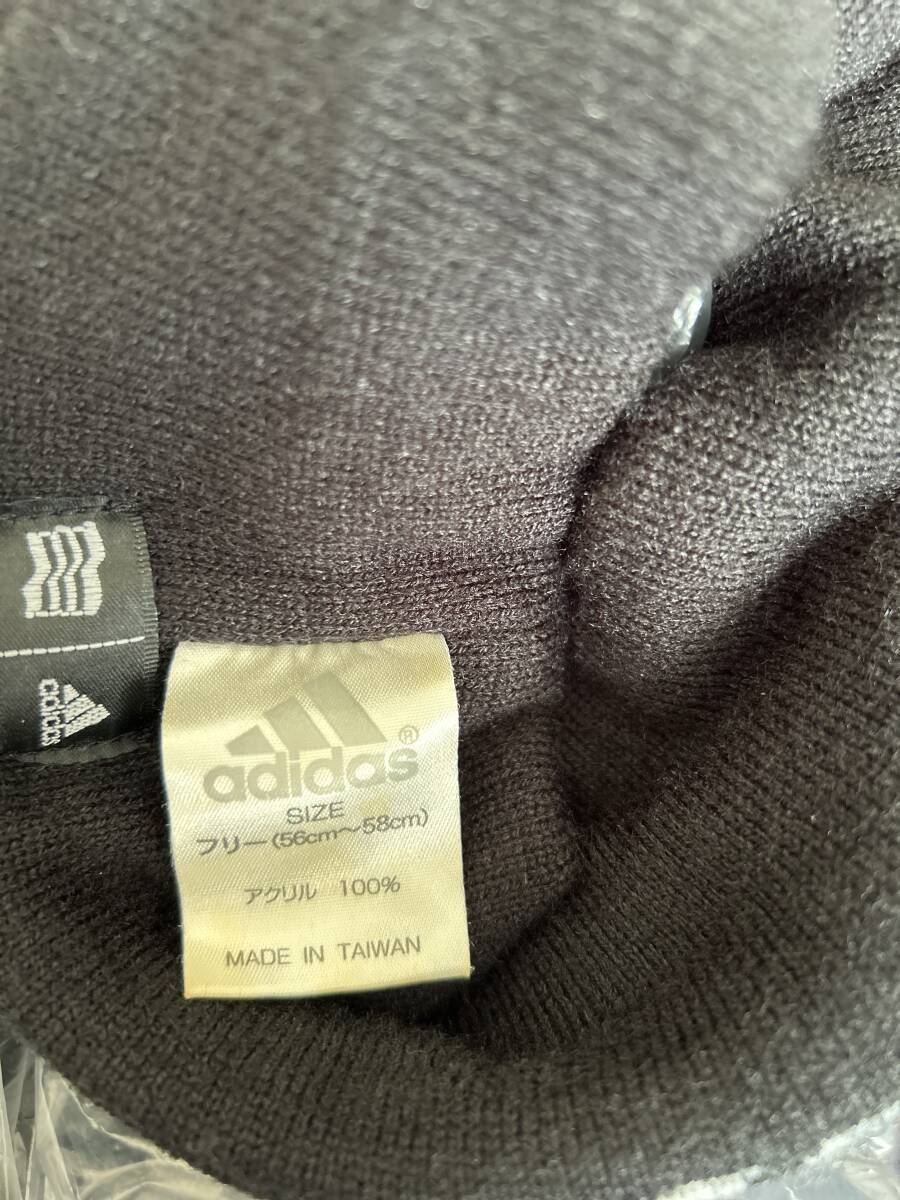 adidas
adidas®
SIZE
フリー(56cm～58cm)
アクリル 100%
MADE IN TAIWAN